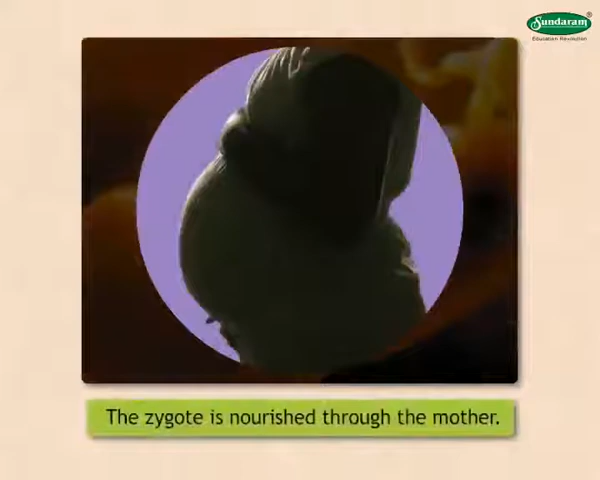 Sundaram®
Education Revolution
The zygote is nourished through the mother.